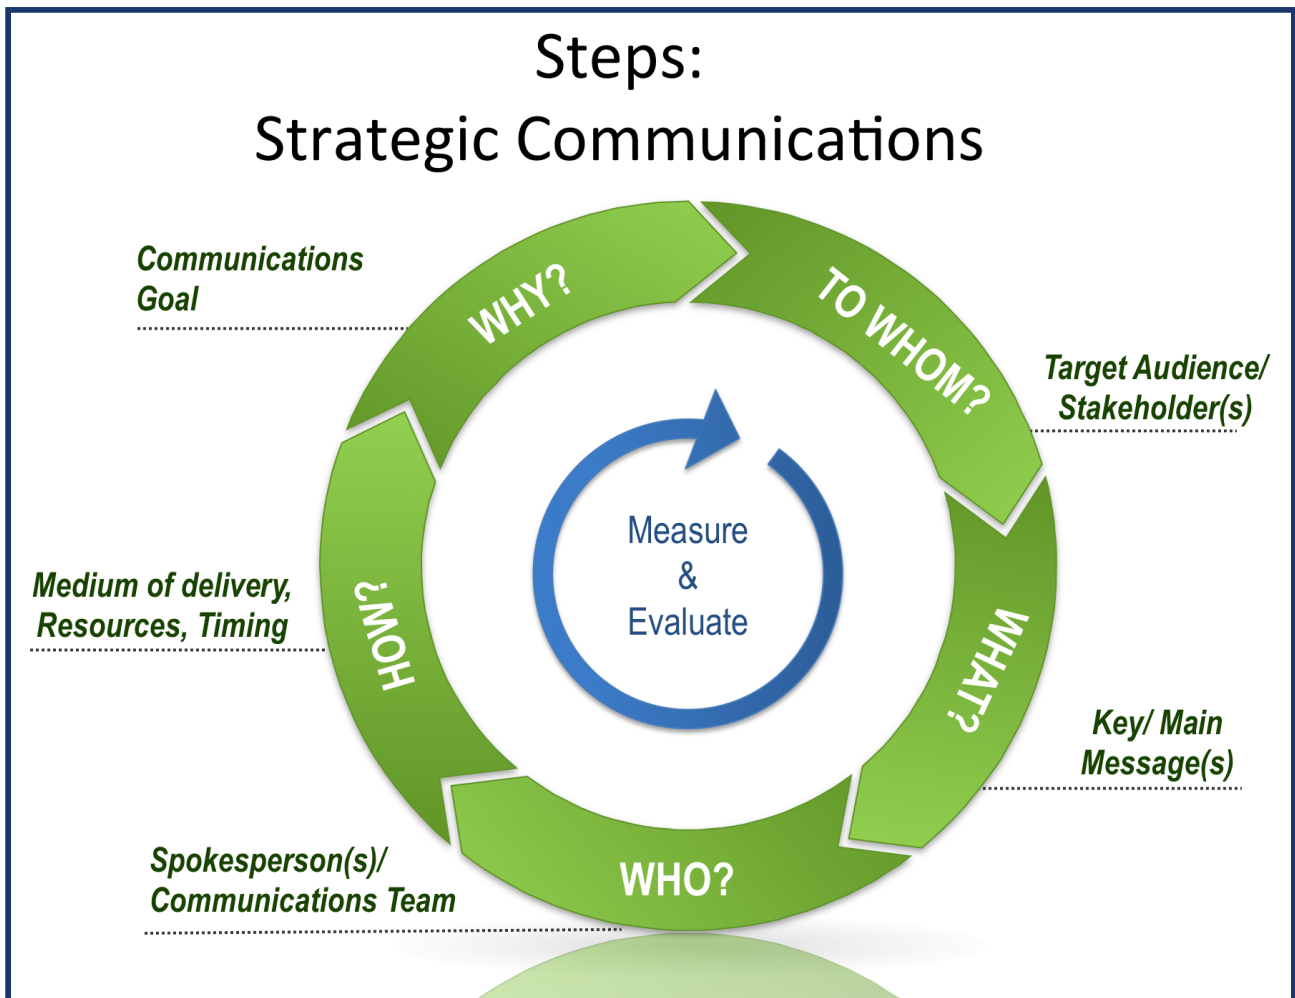 Steps:
Strategic Communications
Communications
Goal
WHY?
TO WHOM?
Target Audience/
Stakeholder(s)
WHAT?
Key/ Main
Message(s)
WHO?
Spokesperson(s)/
Communications Team
HOW?
Medium of delivery,
Resources, Timing
Measure
&
Evaluate